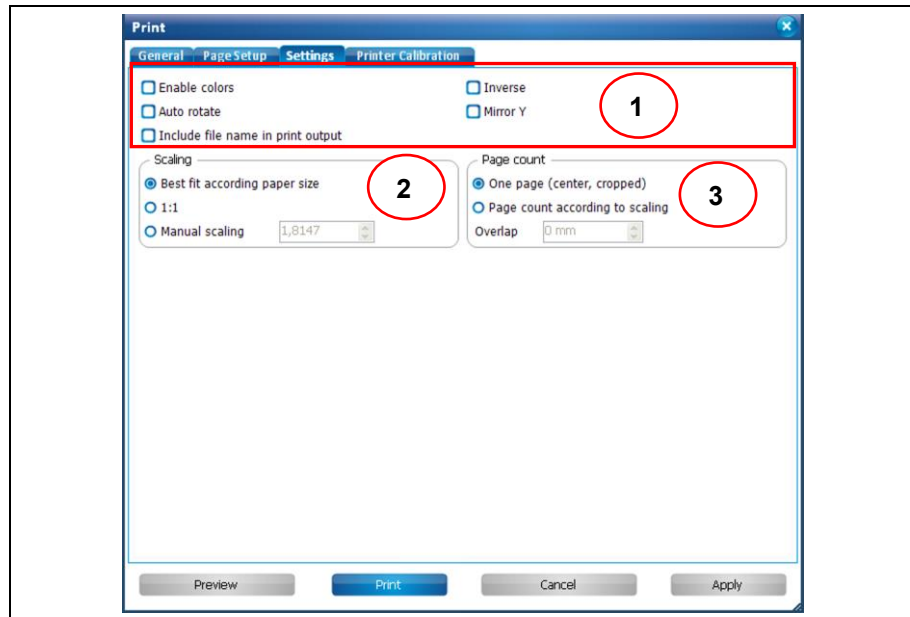 Print
General Page Setup Settings Printer Calibration
Enable colors
Inverse
Auto rotate
Mirror Y
Include file name in print output
1
Scaling
Best fit according paper size
1:1
Manual scaling 1,8147
2
Page count
One page (center, cropped)
Page count according to scaling
Overlap 0 mm
3
Preview Print Cancel Apply